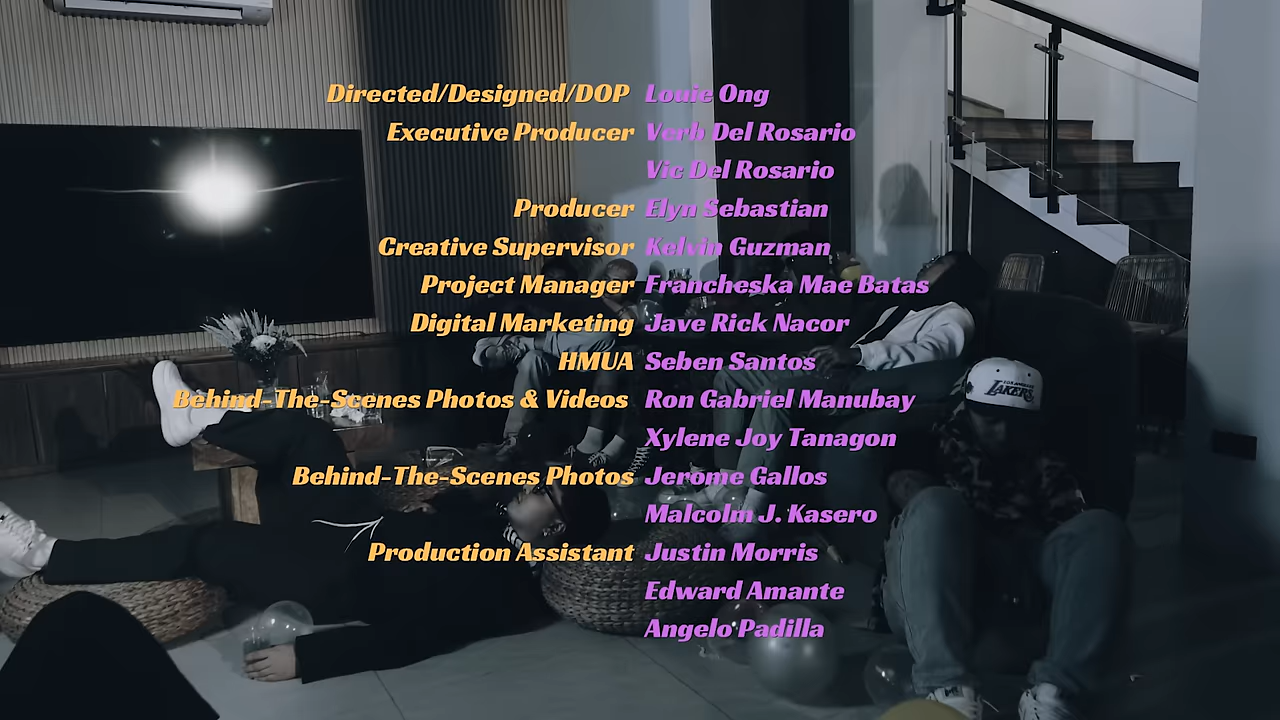 Directed/Designed/DOP Louie Ong
Executive Producer Verb Del Rosario
Vic Del Rosario
Producer Elyn Sebastian
Creative Supervisor Kelvin Guzman
Project Manager Francheska Mae Batas
Digital Marketing Jave Rick Nacor
HMUA Seben Santos
LOS ANGELES
LAKERS
Behind-The-Scenes Photos & Videos Ron Gabriel Manubay
Xylene Joy Tanagon
Behind-The-Scenes Photos Jerome Gallos
Malcolm J. Kasero
Production Assistant Justin Morris
Edward Amante
Angelo Padilla